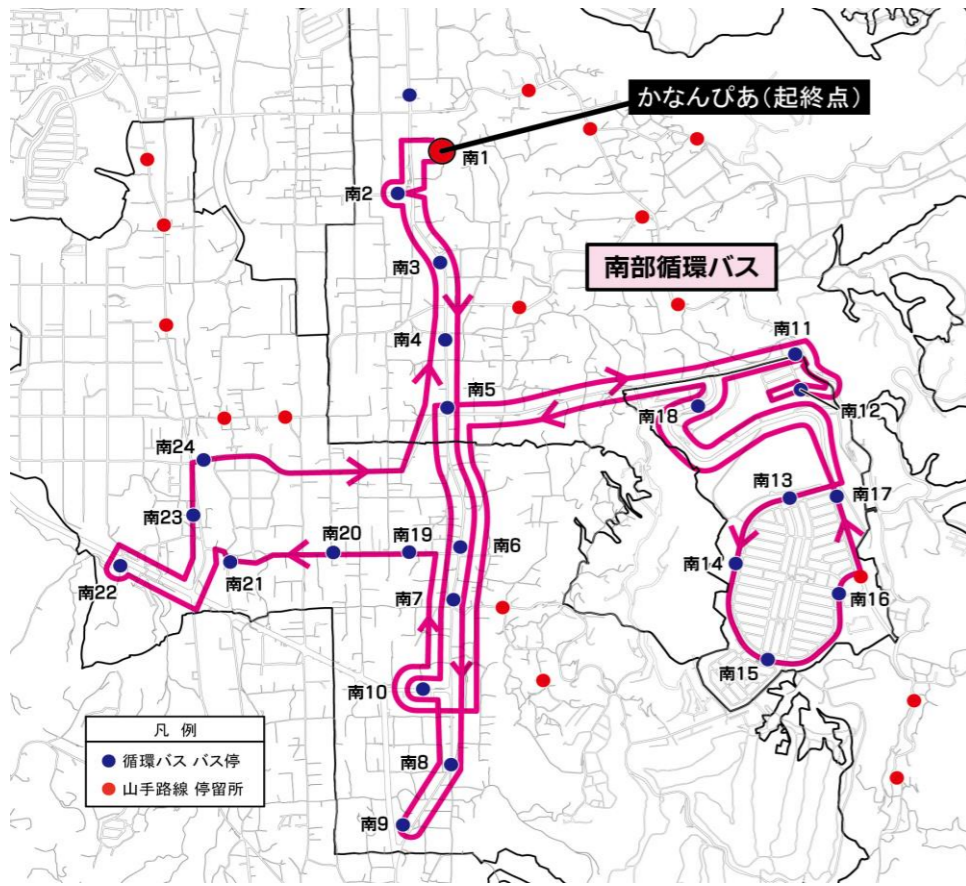 かなんぴあ（起終点）
南1
南2
南3
南部循環バス
南4
南11
南5
南12
南18
南24
南13
南17
南23
南20
南19
南6
南14
南21
南22
南7
南16
南15
南10
南8
南9
凡 例
循環バス バス停
山手路線 停留所